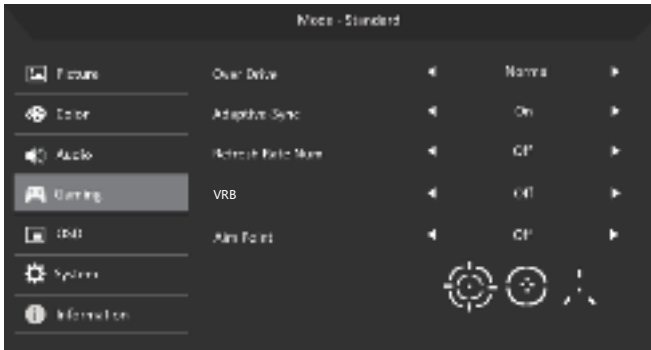 Mode - Standard
Picture
Over Drive
Normal
Color
Adaptive-Sync
On
Audio
Refresh Rate Num
Off
Gaming
VRB
Off
OSD
Aim Point
Off
System
Information